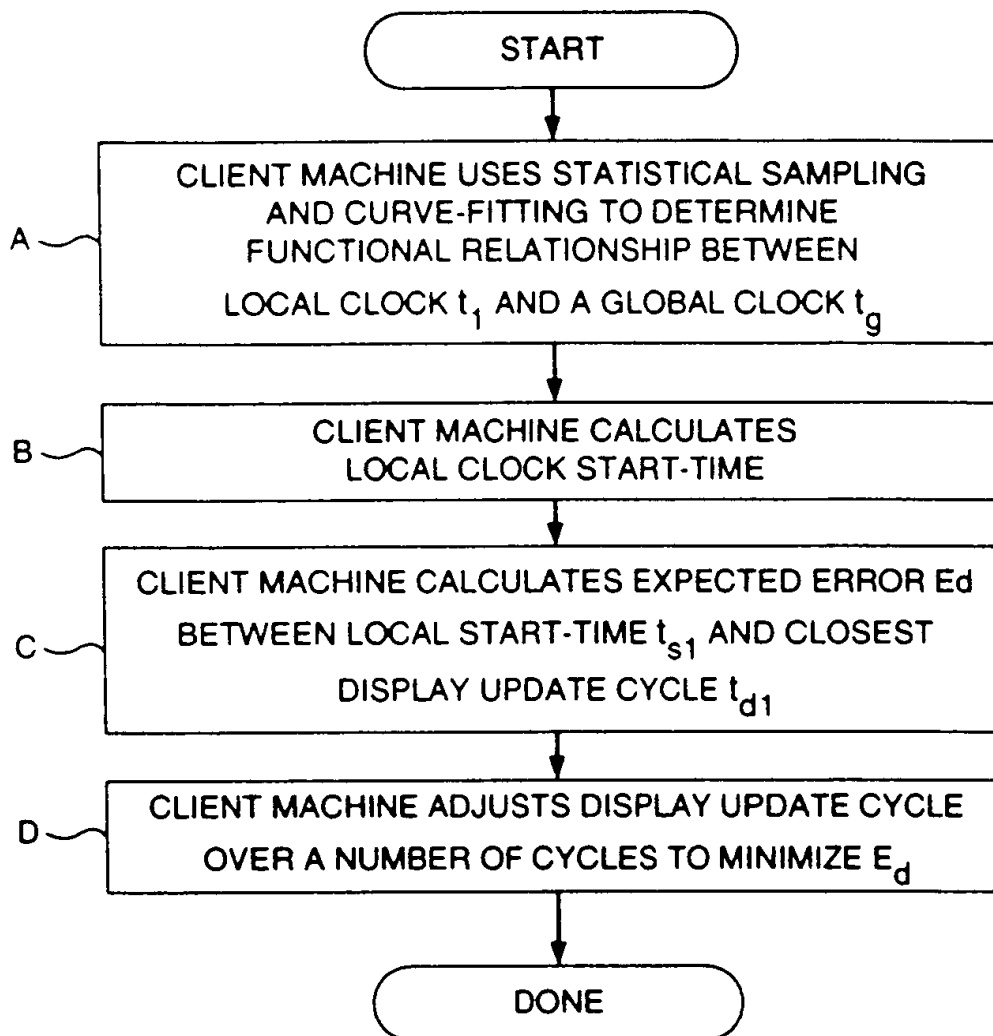 START
A
CLIENT MACHINE USES STATISTICAL SAMPLING
AND CURVE-FITTING TO DETERMINE
FUNCTIONAL RELATIONSHIP BETWEEN
LOCAL CLOCK t1 AND A GLOBAL CLOCK tg
B
CLIENT MACHINE CALCULATES
LOCAL CLOCK START-TIME
C
CLIENT MACHINE CALCULATES EXPECTED ERROR Ed
BETWEEN LOCAL START-TIME ts1 AND CLOSEST
DISPLAY UPDATE CYCLE td1
D
CLIENT MACHINE ADJUSTS DISPLAY UPDATE CYCLE
OVER A NUMBER OF CYCLES TO MINIMIZE Ed
DONE